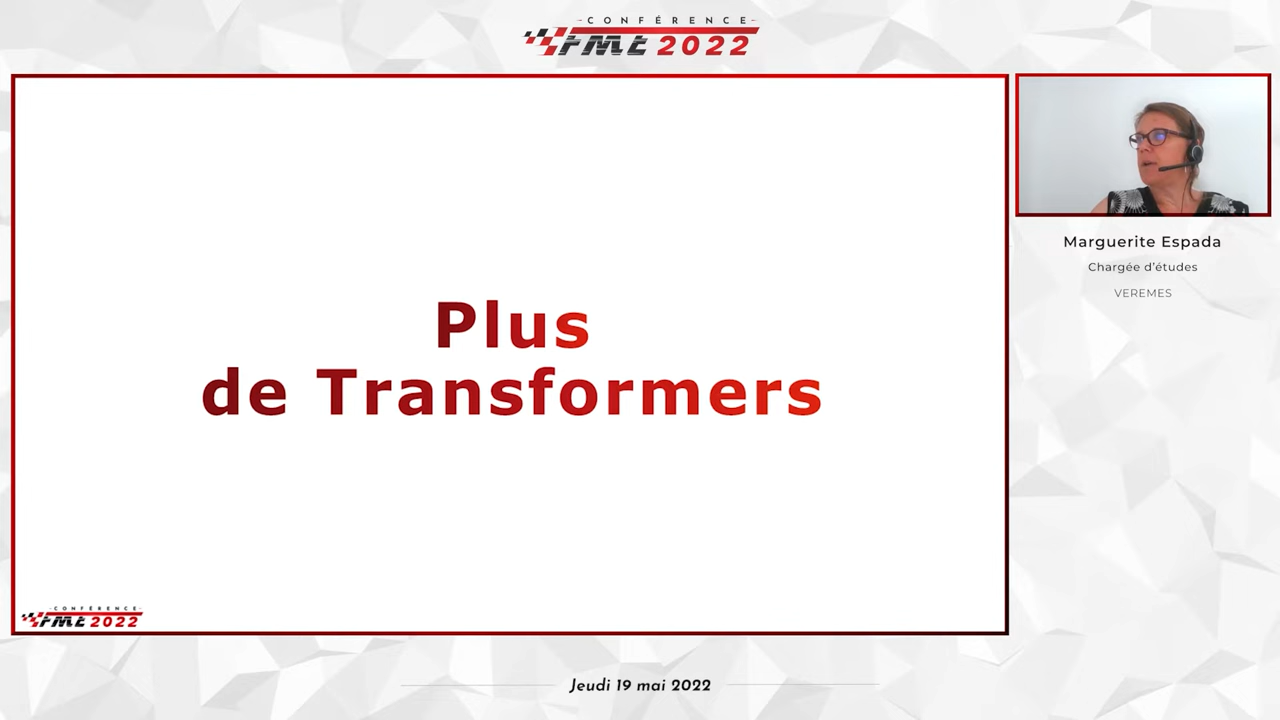 CONFÉRENCE
FME 2022
Plus
de Transformers
Marguerite Espada
Chargée d'études
VEREMES
CONFÉRENCE
FME 2022
Jeudi 19 mai 2022